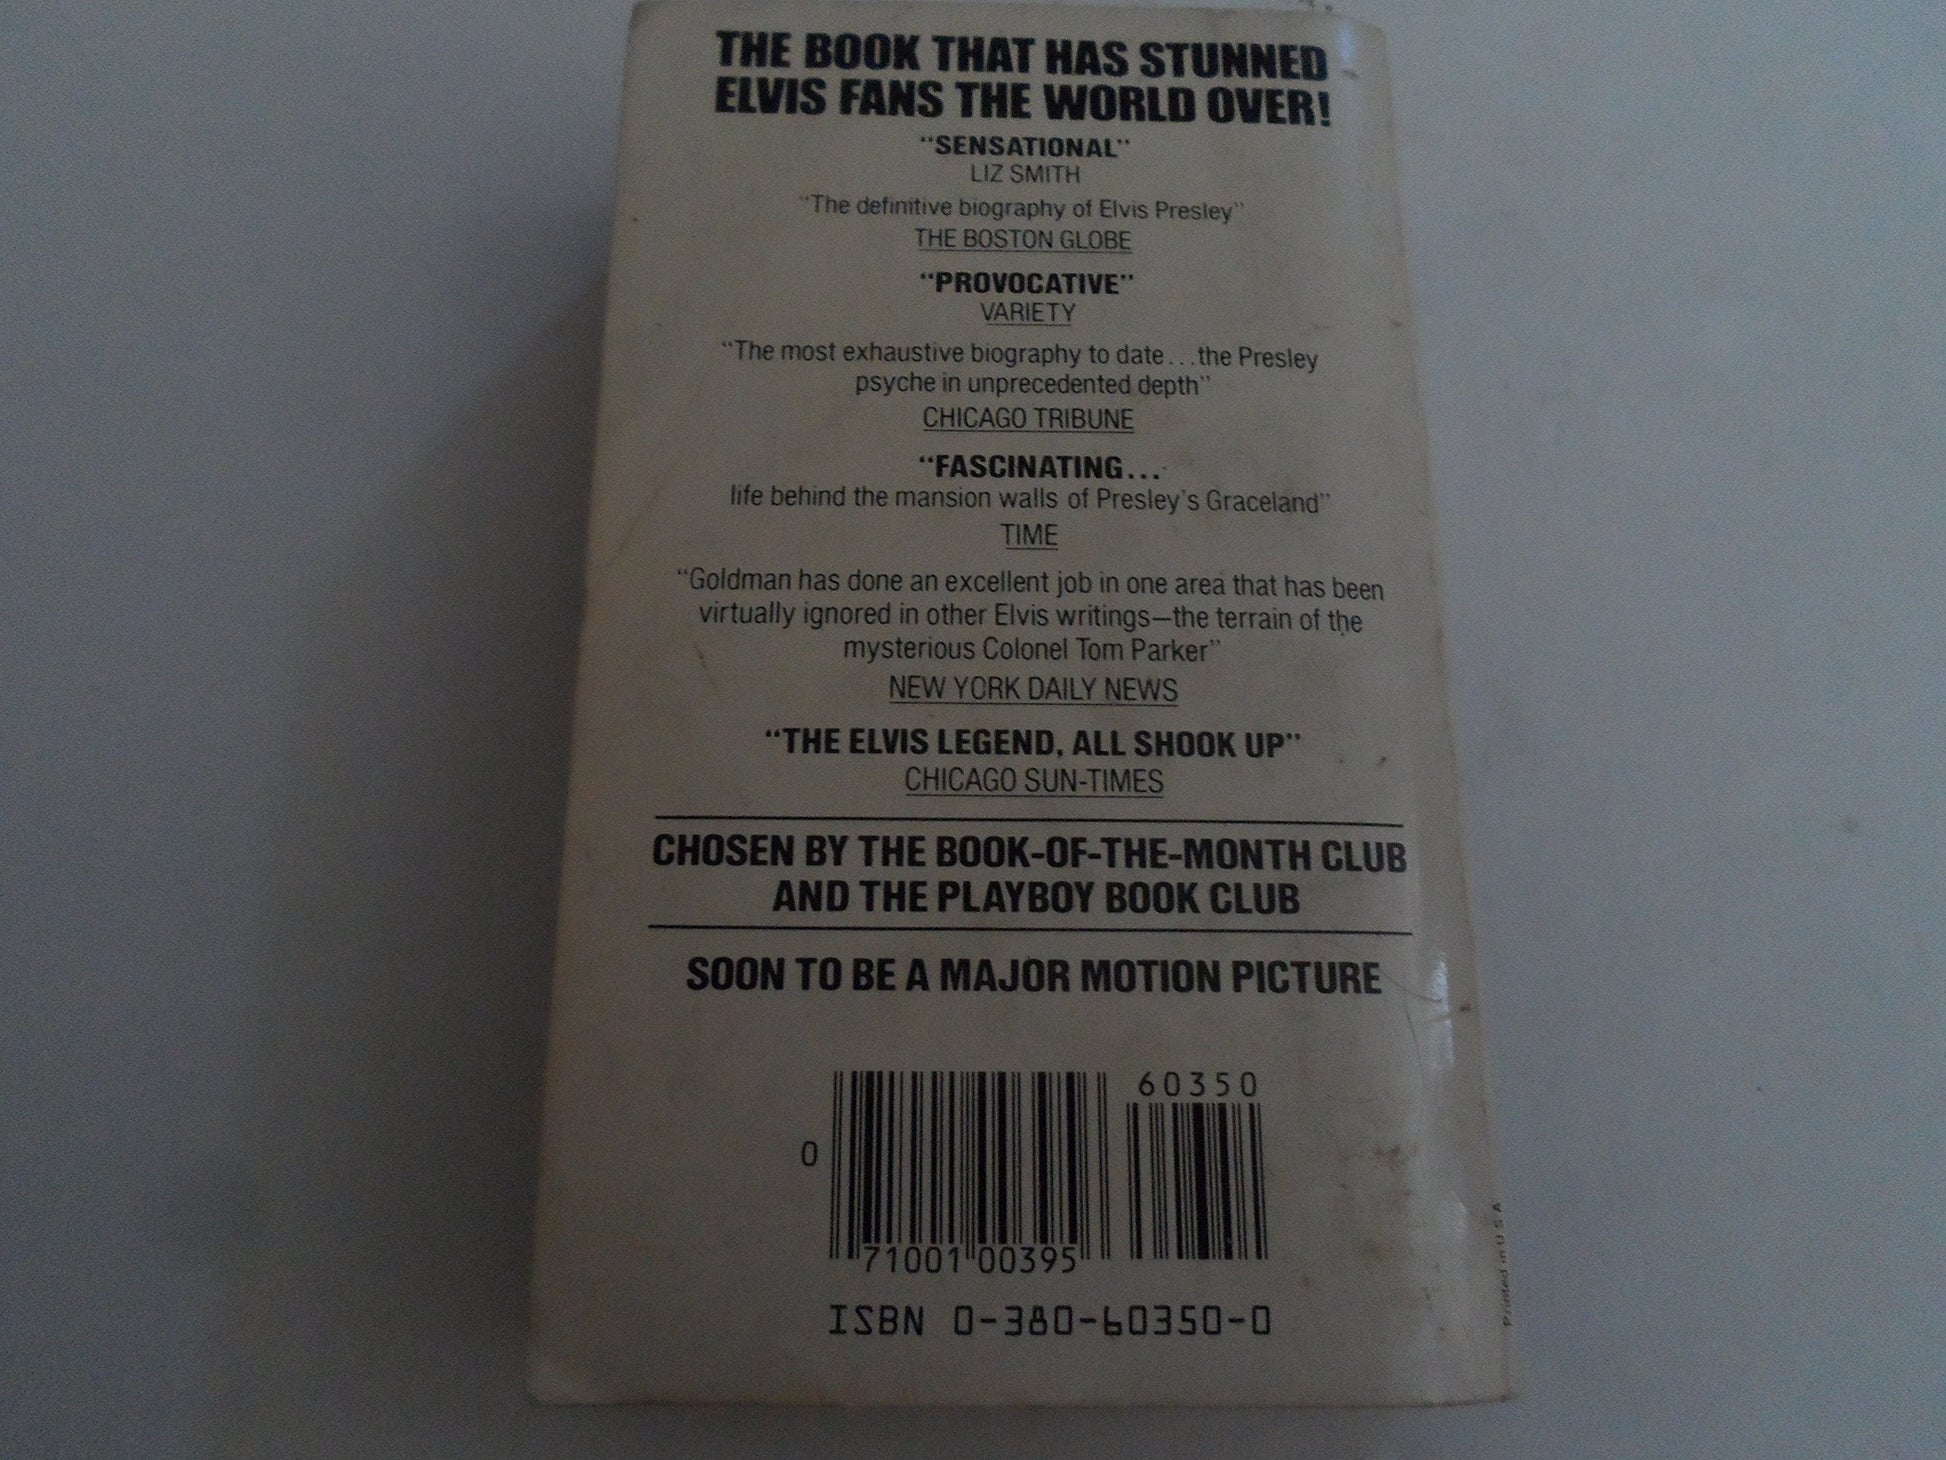 THE BOOK THAT HAS STUNNED
ELVIS FANS THE WORLD OVER!
"SENSATIONAL"
LIZ SMITH
"The definitive biography of Elvis Presley"
THE BOSTON GLOBE
"PROVOCATIVE"
VARIETY
"The most exhaustive biography to date...the Presley
psyche in unprecedented depth"
CHICAGO TRIBUNE
"FASCINATING...
life behind the mansion walls of Presley's Graceland"
TIME
"Goldman has done an excellent job in one area that has been
virtually ignored in other Elvis writings—the terrain of the
mysterious Colonel Tom Parker"
NEW YORK DAILY NEWS
"THE ELVIS LEGEND, ALL SHOOK UP"
CHICAGO SUN-TIMES
CHOSEN BY THE BOOK-OF-THE-MONTH CLUB
AND THE PLAYBOY BOOK CLUB
SOON TO BE A MAJOR MOTION PICTURE
60350
0
71001 00395
ISBN 0-380-60350-0
Printed in U S A